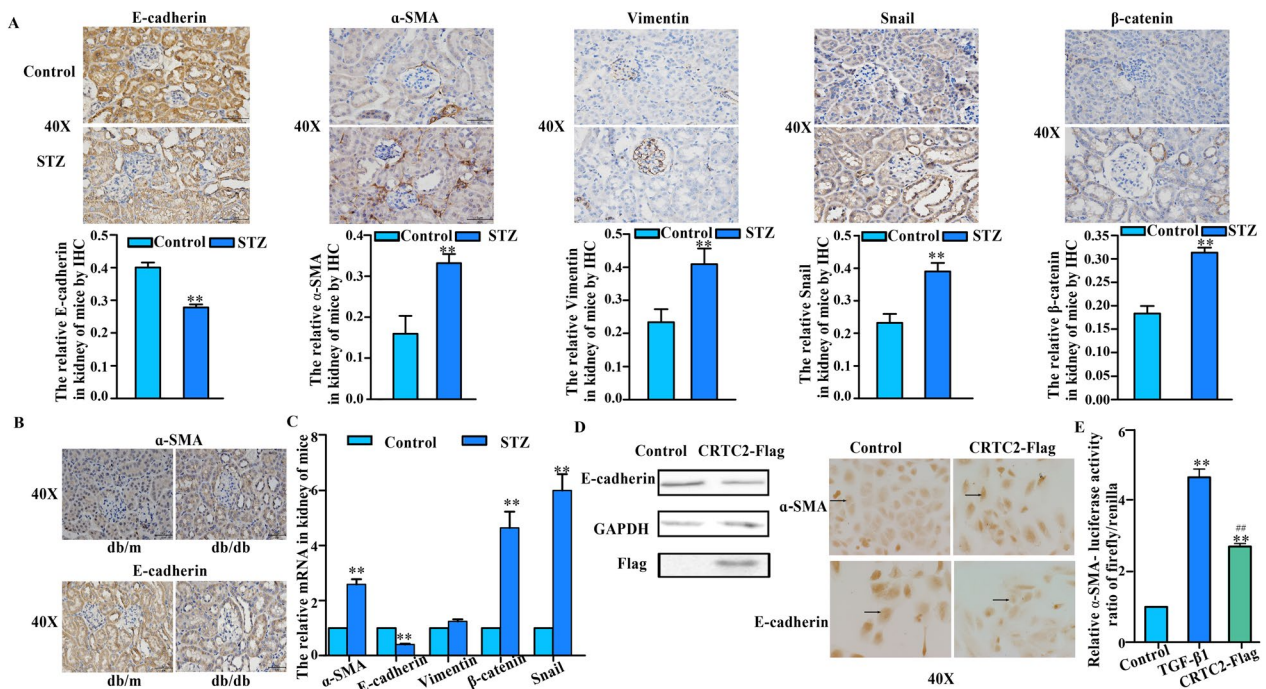 A
E-cadherin
α-SMA
Vimentin
Snail
β-catenin
Control
40X
STZ
40X
40X
40X
40X
Control STZ
The relative E-cadherin
in kidney of mice by IHC
0.4
0.3
0.2
0.1
0.0
**
Control STZ
The relative α-SMA
in kidney of mice by IHC
0.4
0.3
0.2
0.1
0.0
**
Control STZ
The relative Vimentin
in kidney of mice by IHC
0.5
0.4
0.3
0.2
0.1
0.0
**
Control STZ
The relative Snail
in kidney of mice by IHC
0.5
0.4
0.3
0.2
0.1
0.0
**
Control STZ
The relative β-catenin
in kidney of mice by IHC
0.35
0.30
0.25
0.20
0.15
0.10
0.05
0.00
**
B
α-SMA
40X
db/m db/db
E-cadherin
40X
db/m db/db
C
The relative mRNA in kidney of mice
Control STZ
8
6
4
2
0
**
**
**
**
α-SMA
E-cadherin
Vimentin
β-catenin
Snail
D
Control CRTC2-Flag
E-cadherin
GAPDH
Flag
Control CRTC2-Flag
α-SMA
E-cadherin
40X
E
Relative α-SMA- luciferase activity
ratio of firefly/renilla
6
4
2
0
**
##
**
Control
TGF-β1
CRTC2-Flag